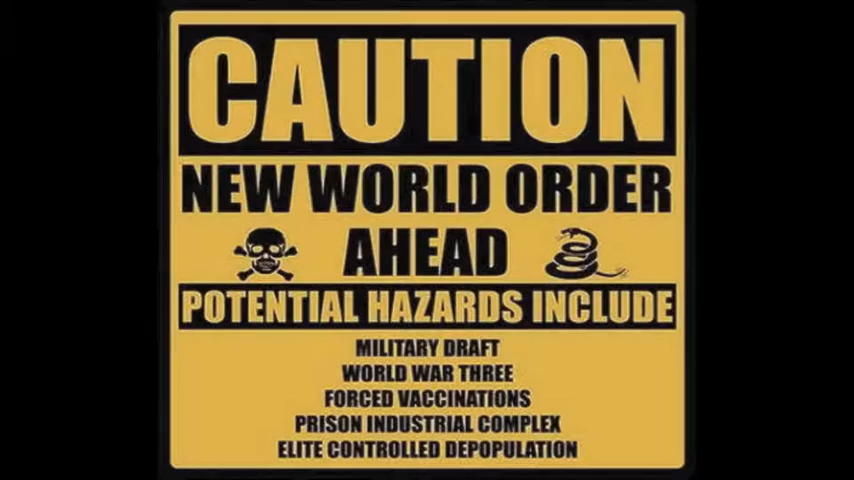 CAUTION
NEW WORLD ORDER
AHEAD
POTENTIAL HAZARDS INCLUDE
MILITARY DRAFT
WORLD WAR THREE
FORCED VACCINATIONS
PRISON INDUSTRIAL COMPLEX
ELITE CONTROLLED DEPOPULATION